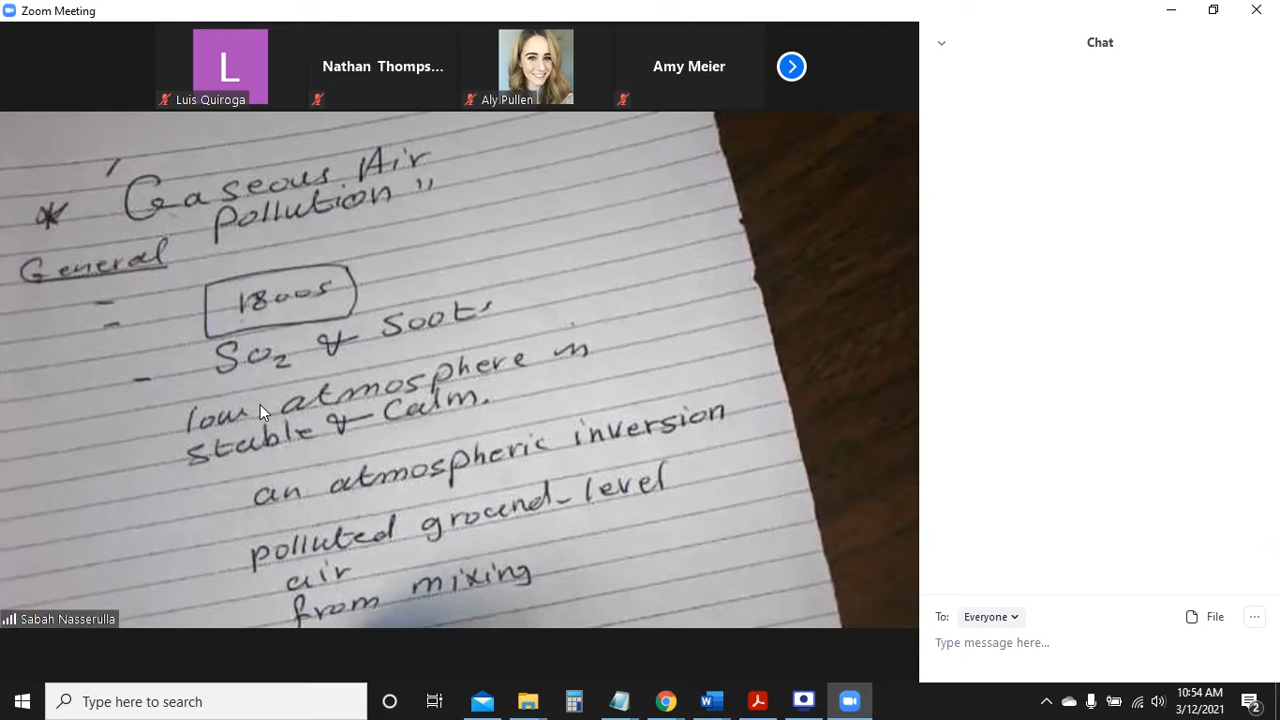 Zoom Meeting
Chat
L
Luis Quiroga
Nathan Thomps...
Aly Pullen
Amy Meier
* "Gaseous Air
Pollution"
General
- 1800s
- SO2 & Soot.
- low atmosphere is
stable & Calm.
an atmospheric inversion
polluted ground-level
air
from mixing
Sabah Nasserulla
To: Everyone
File
Type message here...
Type here to search
10:54 AM
3/12/2021
2